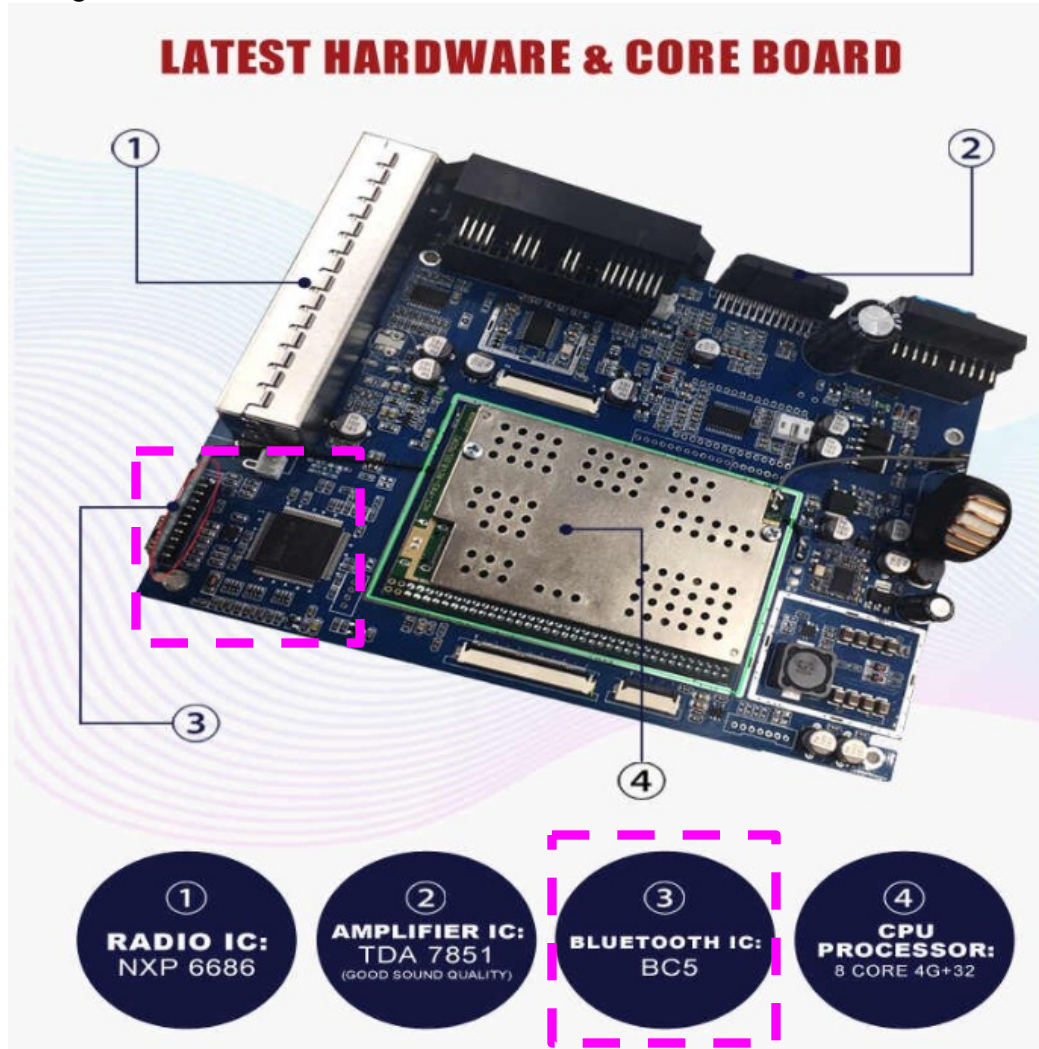 LATEST HARDWARE & CORE BOARD
①
②
③
④
①
RADIO IC:
NXP 6686
②
AMPLIFIER IC:
TDA 7851
(GOOD SOUND QUALITY)
③
BLUETOOTH IC:
BC5
④
CPU
PROCESSOR:
8 CORE 4G+32